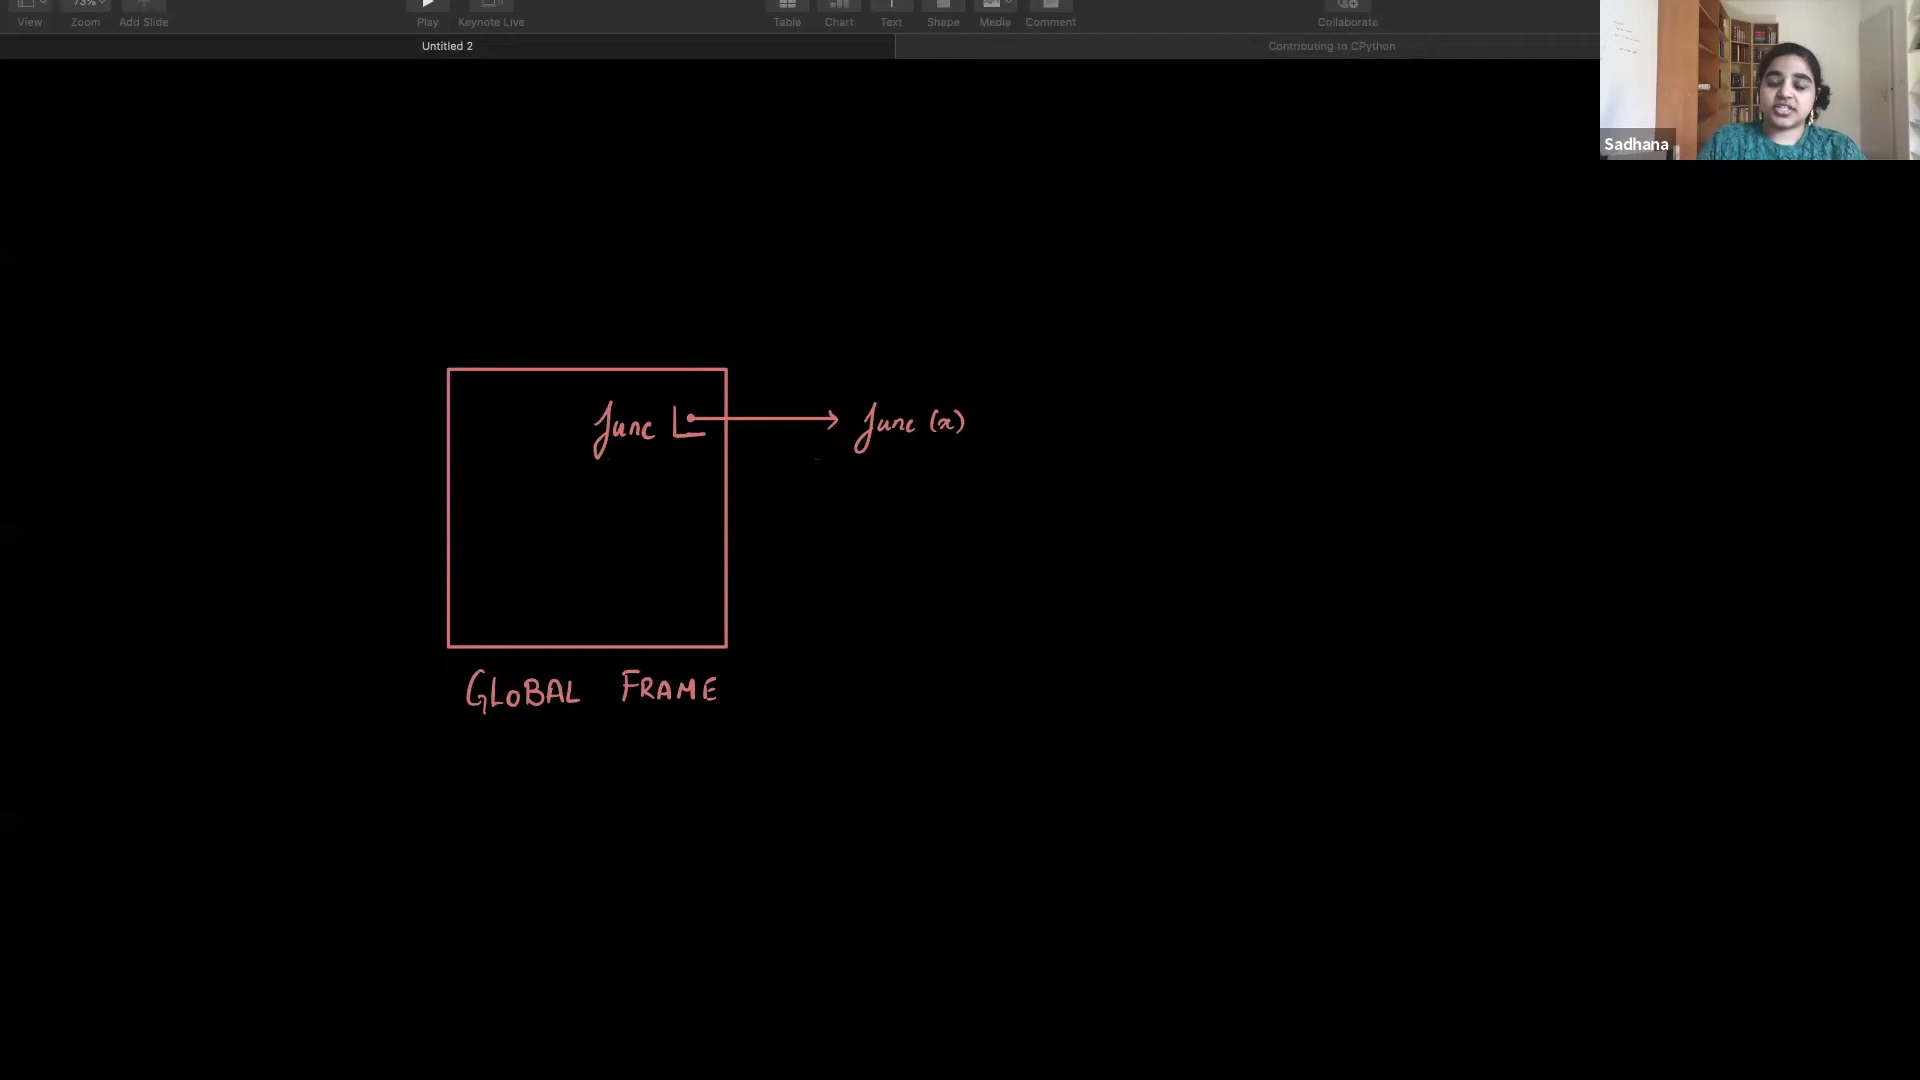 73%
View Zoom Add Slide Play Keynote Live Table Chart Text Shape Media Comment Collaborate
Untitled 2 Contributing to CPython
Sadhana
func func (x)
GLOBAL FRAME